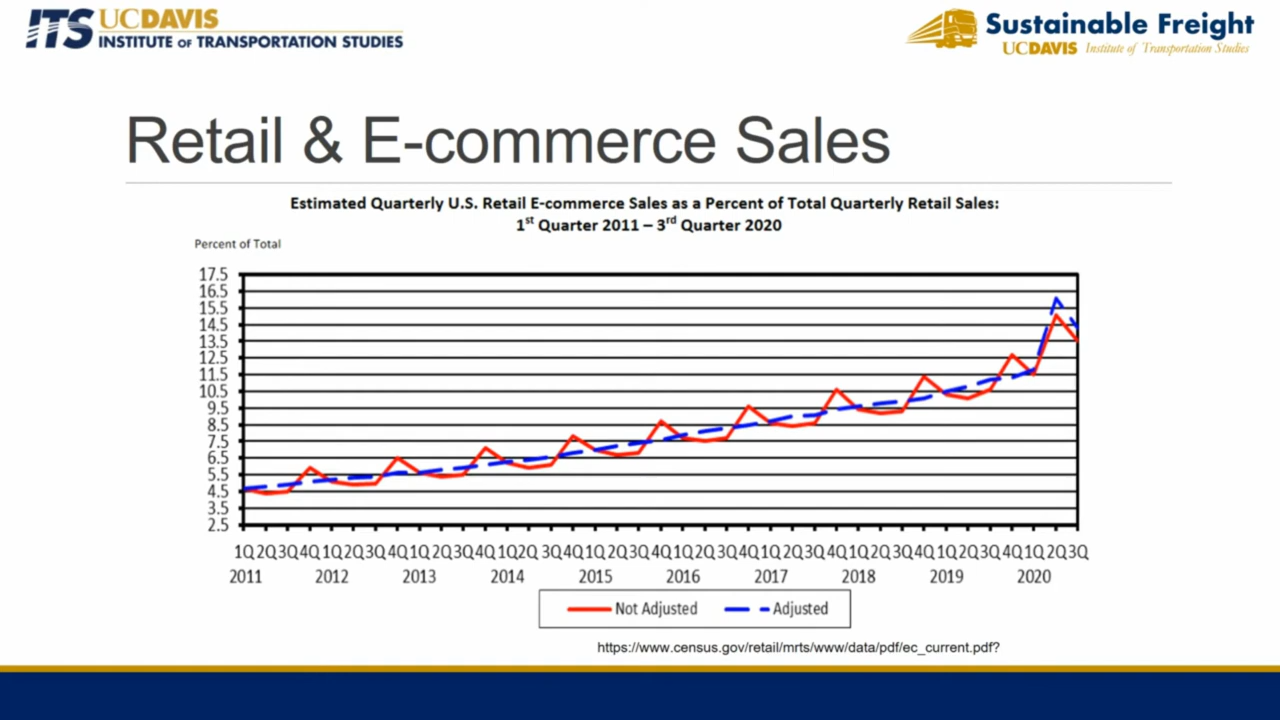 ITS UCDAVIS
INSTITUTE OF TRANSPORTATION STUDIES
Sustainable Freight
UCDAVIS Institute of Transportation Studies
Retail & E-commerce Sales
Estimated Quarterly U.S. Retail E-commerce Sales as a Percent of Total Quarterly Retail Sales:
1st Quarter 2011 – 3rd Quarter 2020
Percent of Total
17.5
16.5
15.5
14.5
13.5
12.5
11.5
10.5
9.5
8.5
7.5
6.5
5.5
4.5
3.5
2.5
1Q 2Q 3Q 4Q 1Q 2Q 3Q 4Q 1Q 2Q 3Q 4Q 1Q 2Q 3Q 4Q 1Q 2Q 3Q 4Q 1Q 2Q 3Q 4Q 1Q 2Q 3Q 4Q 1Q 2Q 3Q 4Q 1Q 2Q 3Q 4Q 1Q 2Q 3Q
2011 2012 2013 2014 2015 2016 2017 2018 2019 2020
Not Adjusted Adjusted
https://www.census.gov/retail/mrts/www/data/pdf/ec_current.pdf?